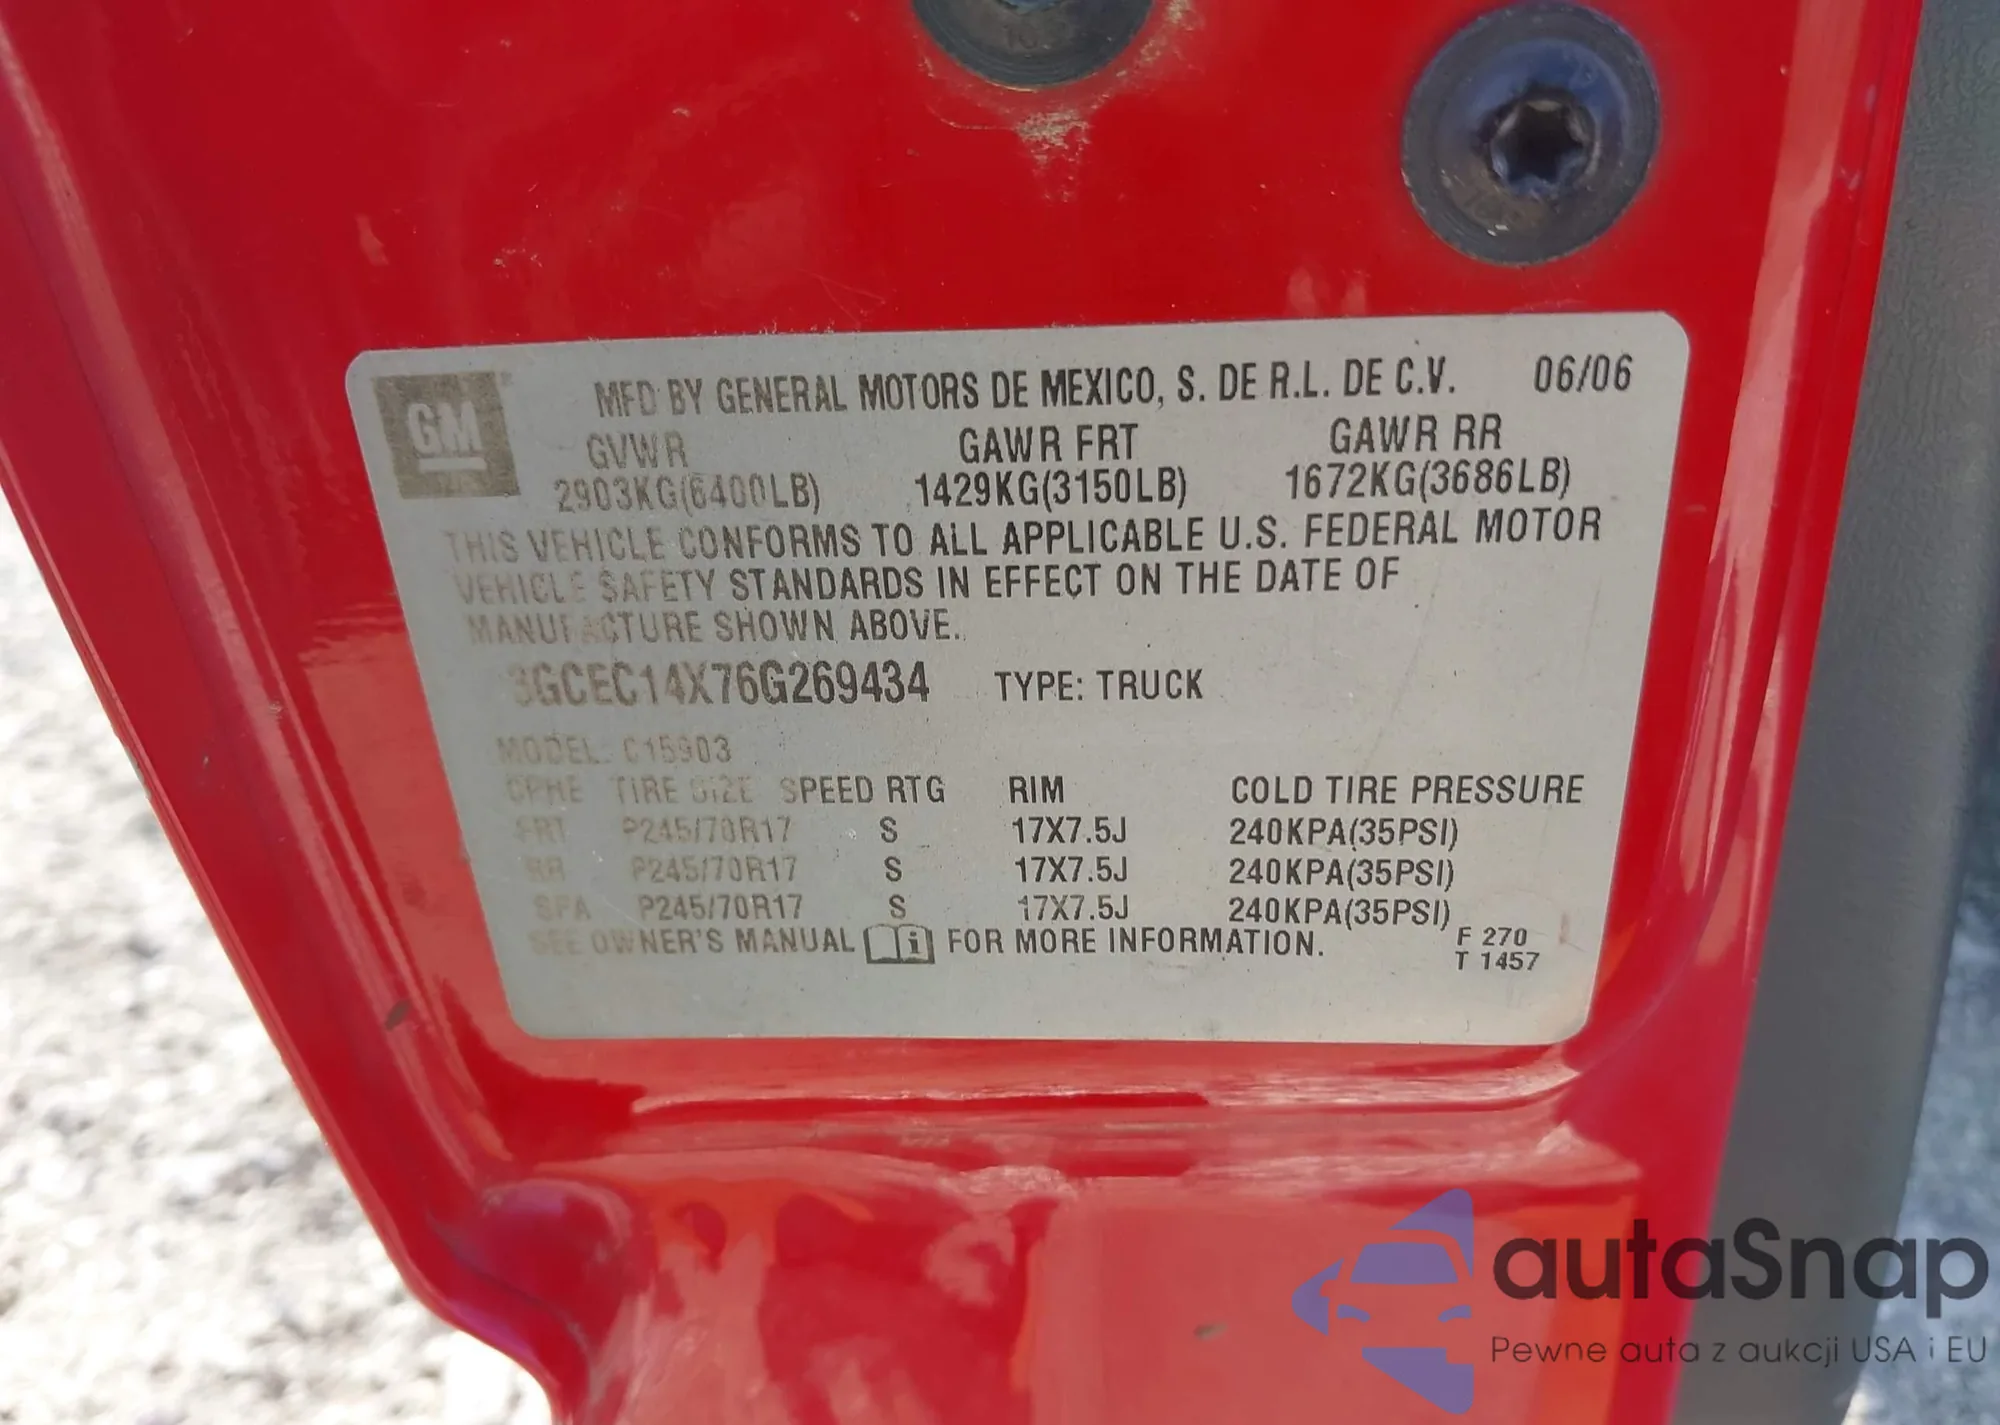 GM
MFD BY GENERAL MOTORS DE MEXICO, S. DE R.L. DE C.V. 06/06
GVWR GAWR FRT GAWR RR
2903KG(6400LB) 1429KG(3150LB) 1672KG(3686LB)
THIS VEHICLE CONFORMS TO ALL APPLICABLE U.S. FEDERAL MOTOR
VEHICLE SAFETY STANDARDS IN EFFECT ON THE DATE OF
MANUFACTURE SHOWN ABOVE.
3GCEC14X76G269434 TYPE: TRUCK
MODEL: C15903
TIRE SIZE SPEED RTG RIM COLD TIRE PRESSURE
FRT P245/70R17 S 17X7.5J 240KPA(35PSI)
RR P245/70R17 S 17X7.5J 240KPA(35PSI)
SPA P245/70R17 S 17X7.5J 240KPA(35PSI)
SEE OWNER'S MANUAL i FOR MORE INFORMATION.
F 270
T 1457
autaSnap
Pewne auta z aukcji USA i EU